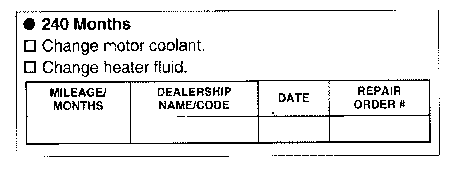 ● 240 Months
☐ Change motor coolant.
☐ Change heater fluid.
MILEAGE/ MONTHS DEALERSHIP NAME/CODE DATE REPAIR ORDER #